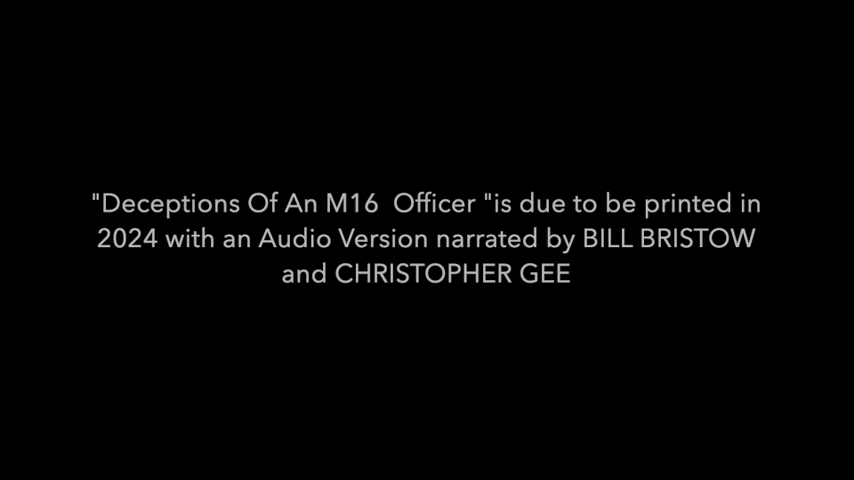 "Deceptions Of An M16  Officer "is due to be printed in
2024 with an Audio Version narrated by BILL BRISTOW
and CHRISTOPHER GEE